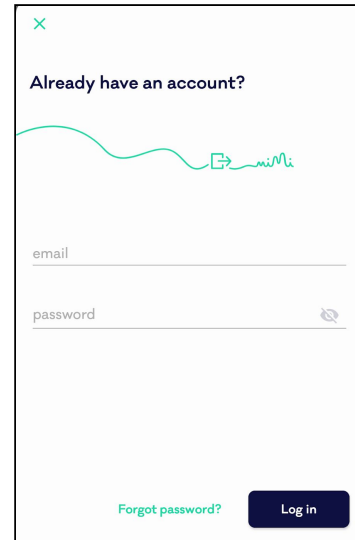 Already have an account?
miMi
email
password
Forgot password?
Log in